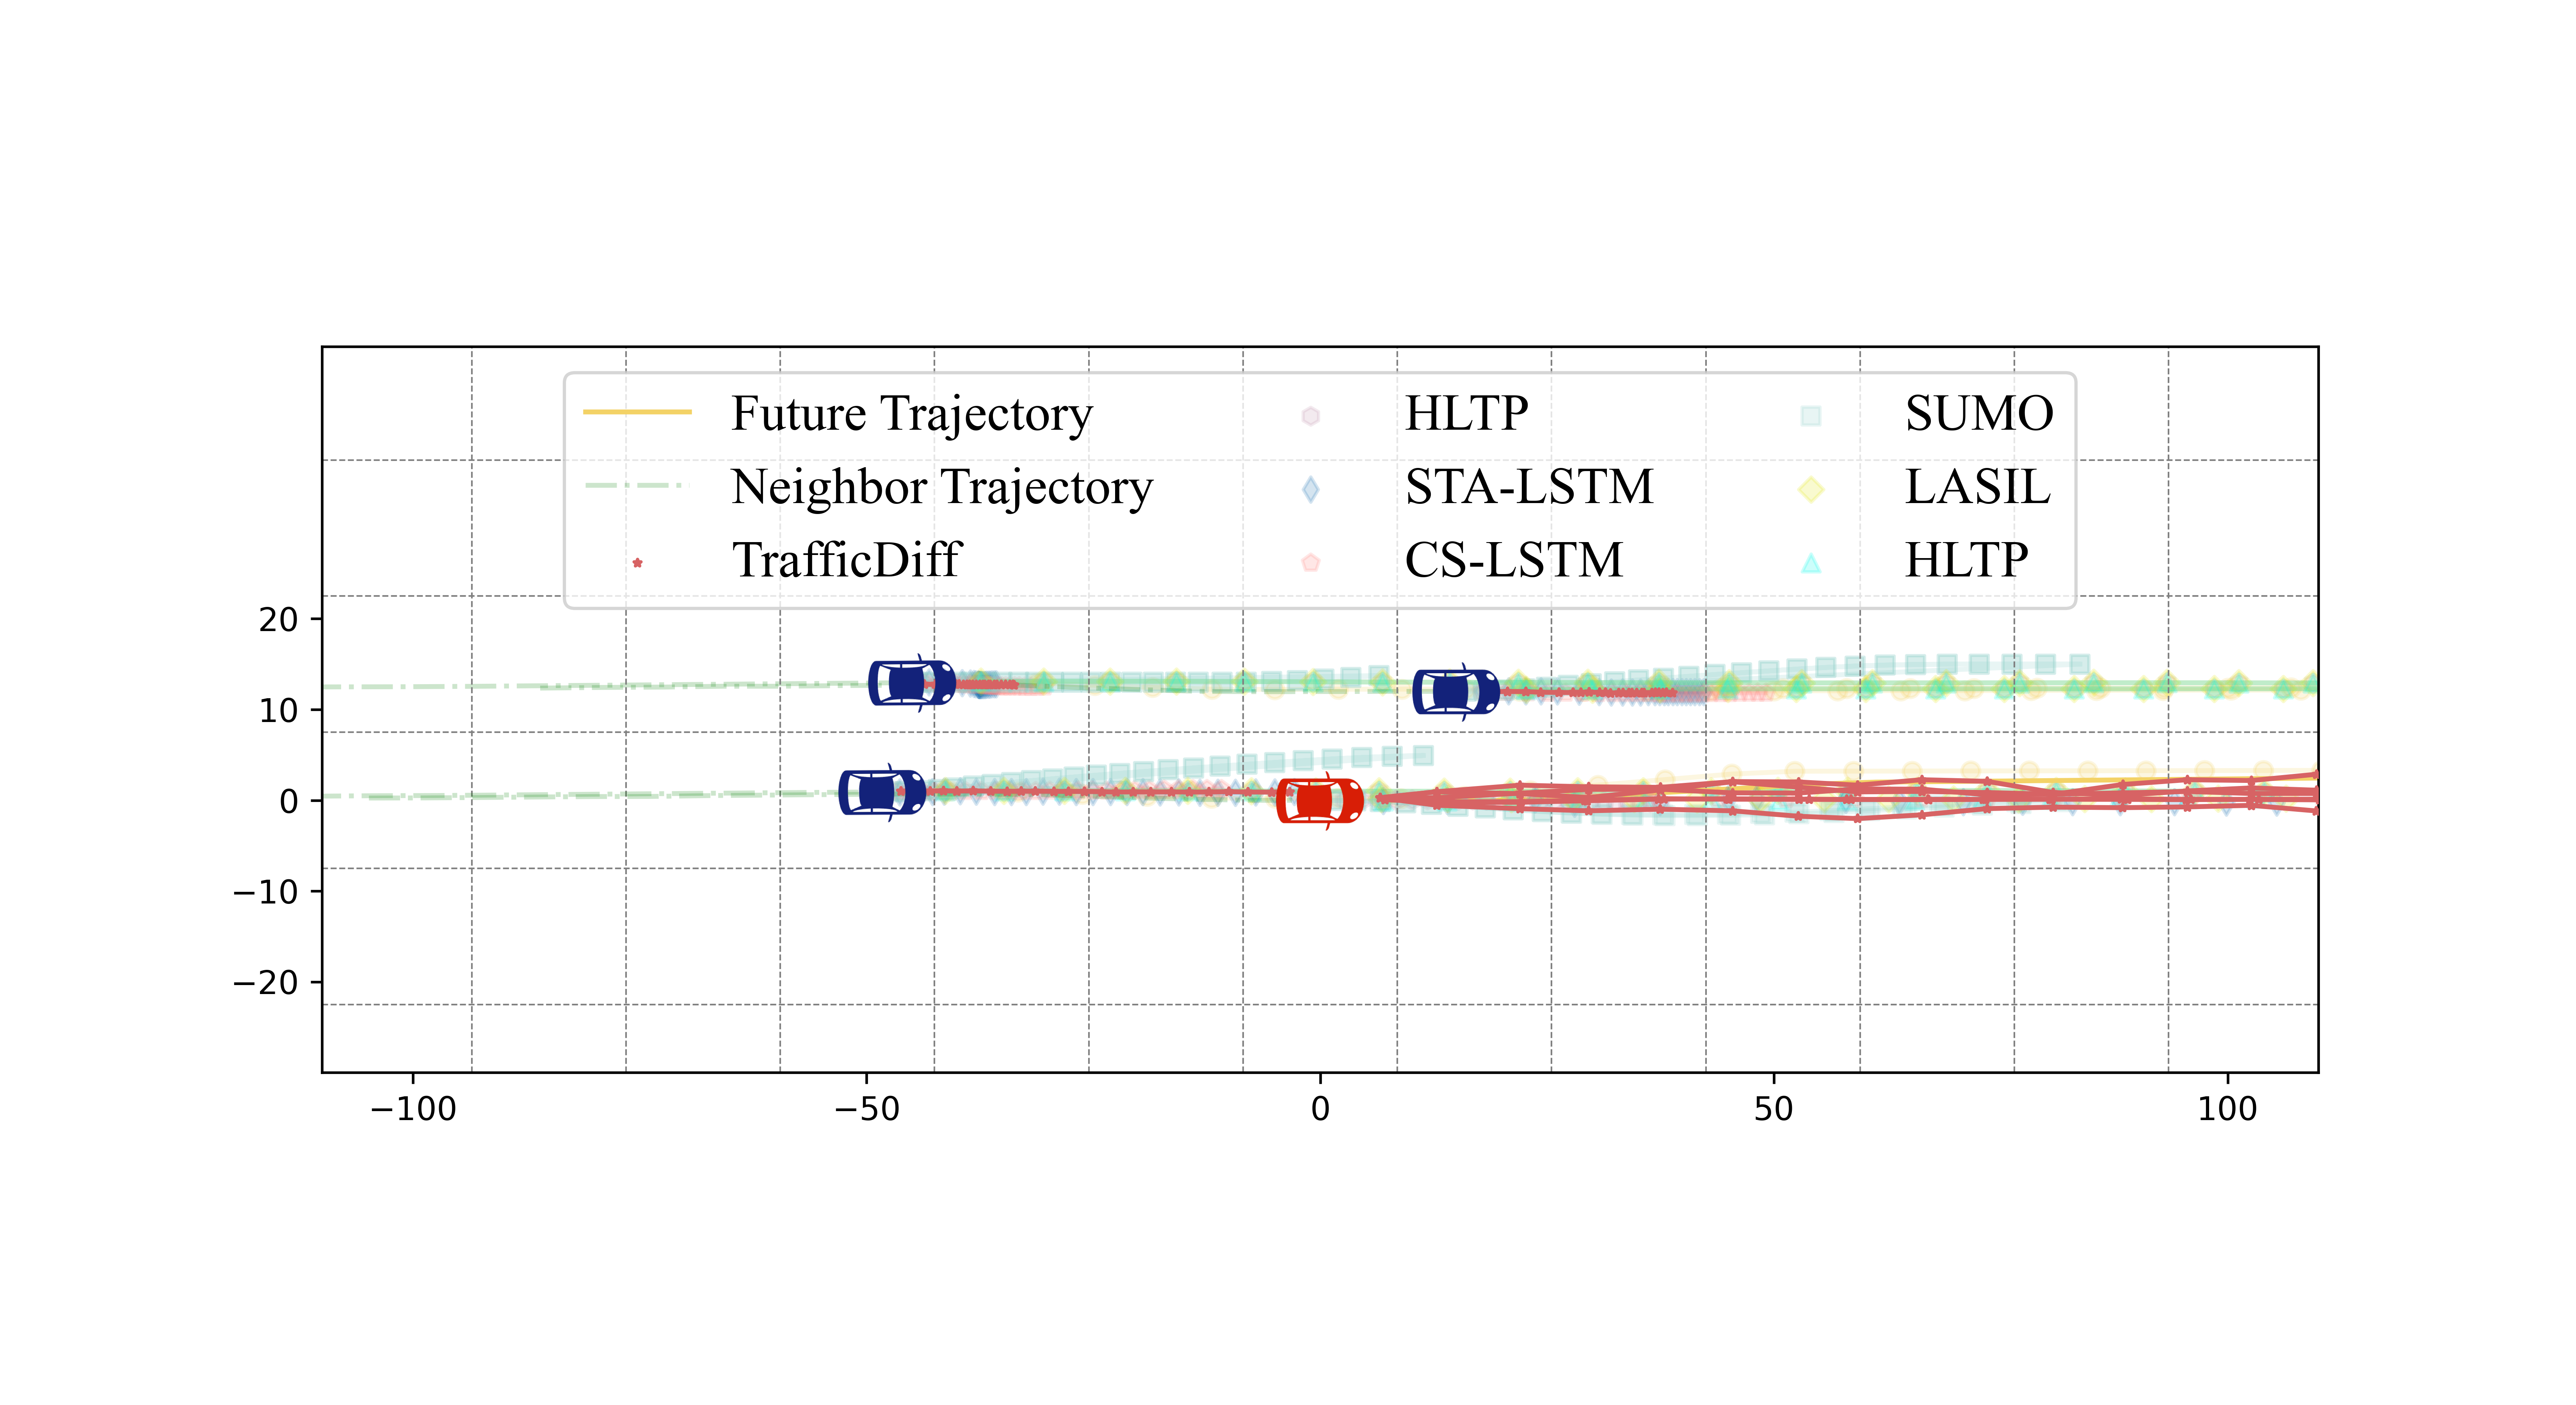 Future Trajectory
Neighbor Trajectory
TrafficDiff
HLTP
STA-LSTM
CS-LSTM
SUMO
LASIL
HLTP
20
10
0
−10
−20
−100
−50
0
50
100